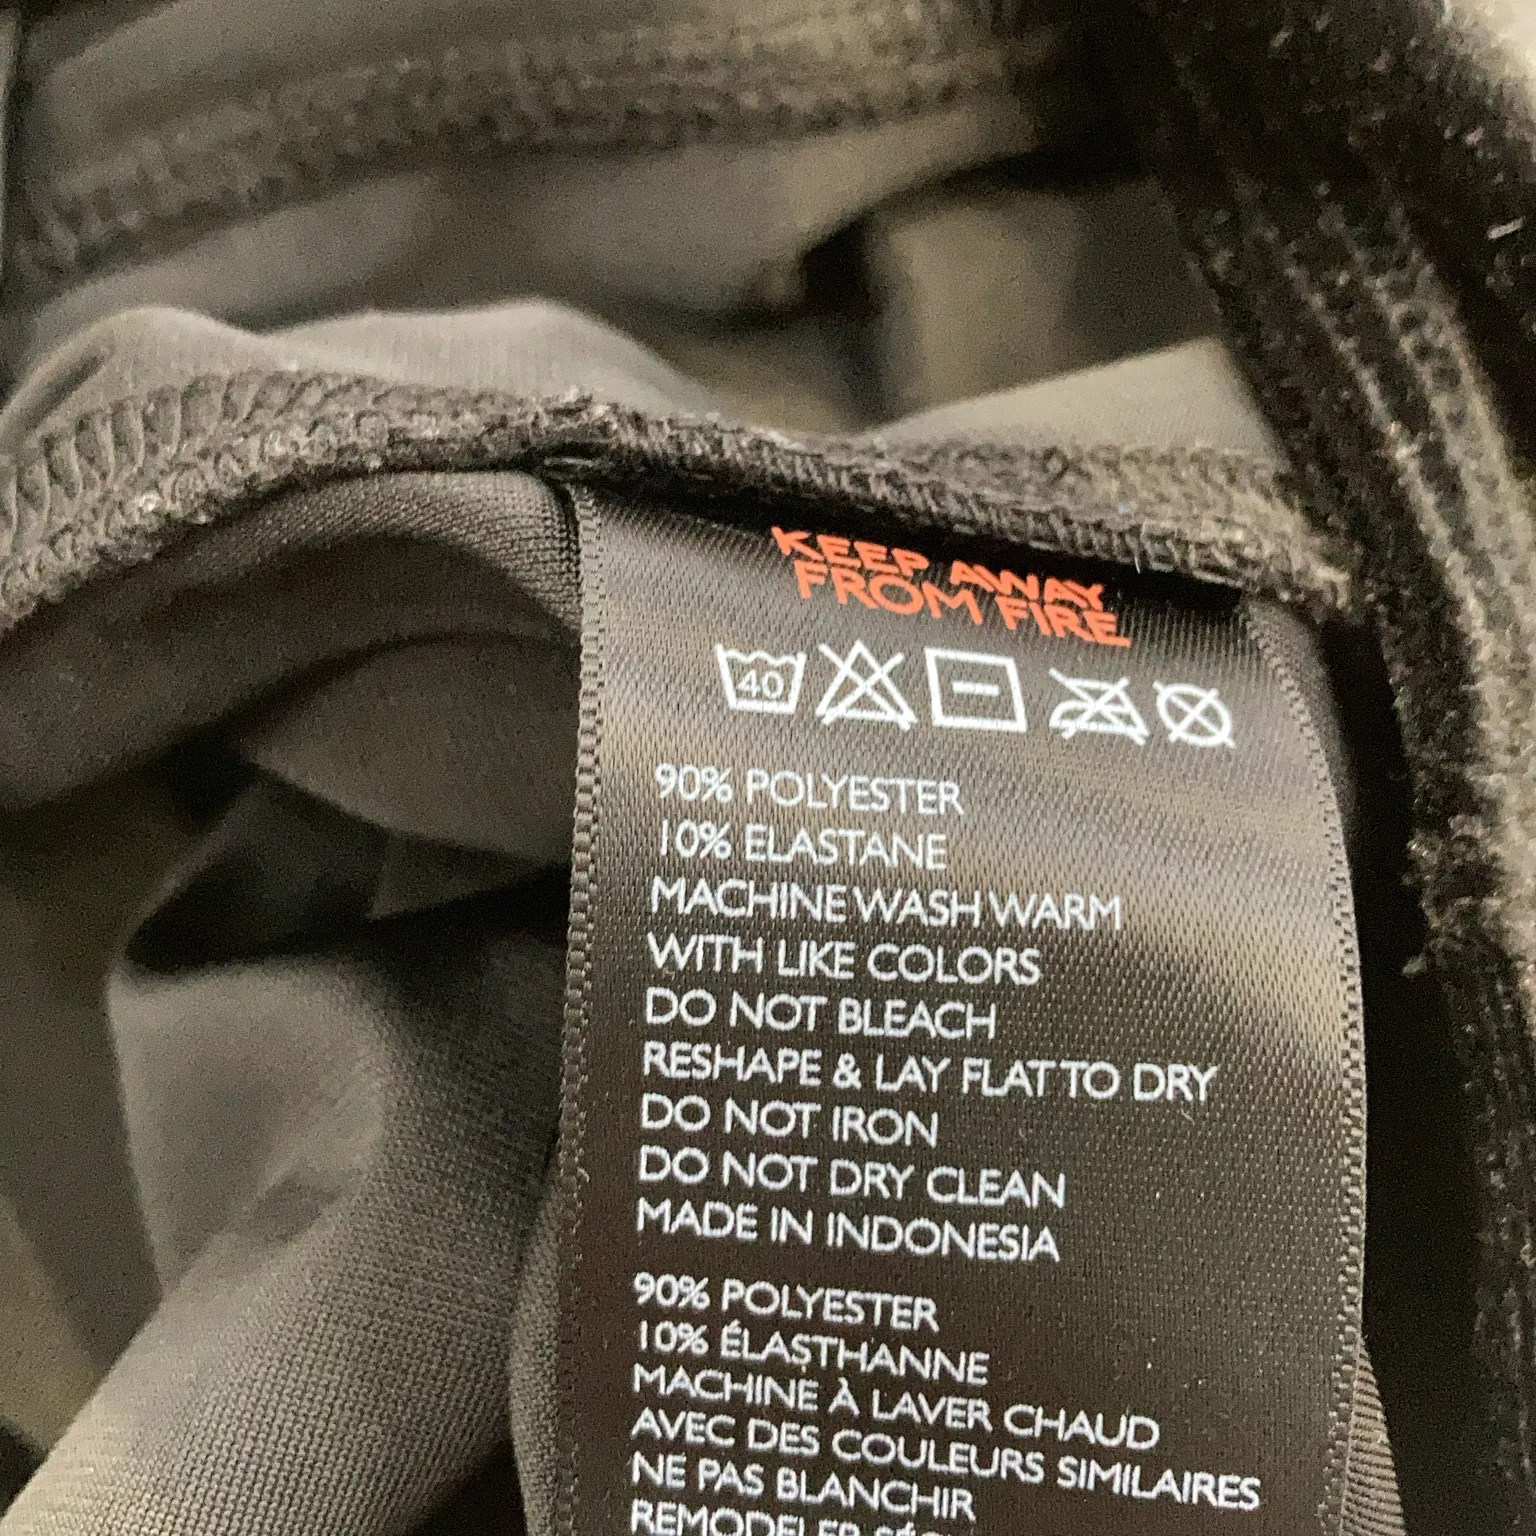 KEEP AWAY
FROM FIRE
40
90% POLYESTER
10% ELASTANE
MACHINE WASH WARM
WITH LIKE COLORS
DO NOT BLEACH
RESHAPE & LAY FLAT TO DRY
DO NOT IRON
DO NOT DRY CLEAN
MADE IN INDONESIA
90% POLYESTER
10% ÉLASTHANNE
MACHINE À LAVER CHAUD
AVEC DES COULEURS SIMILAIRES
NE PAS BLANCHIR
REMODELER